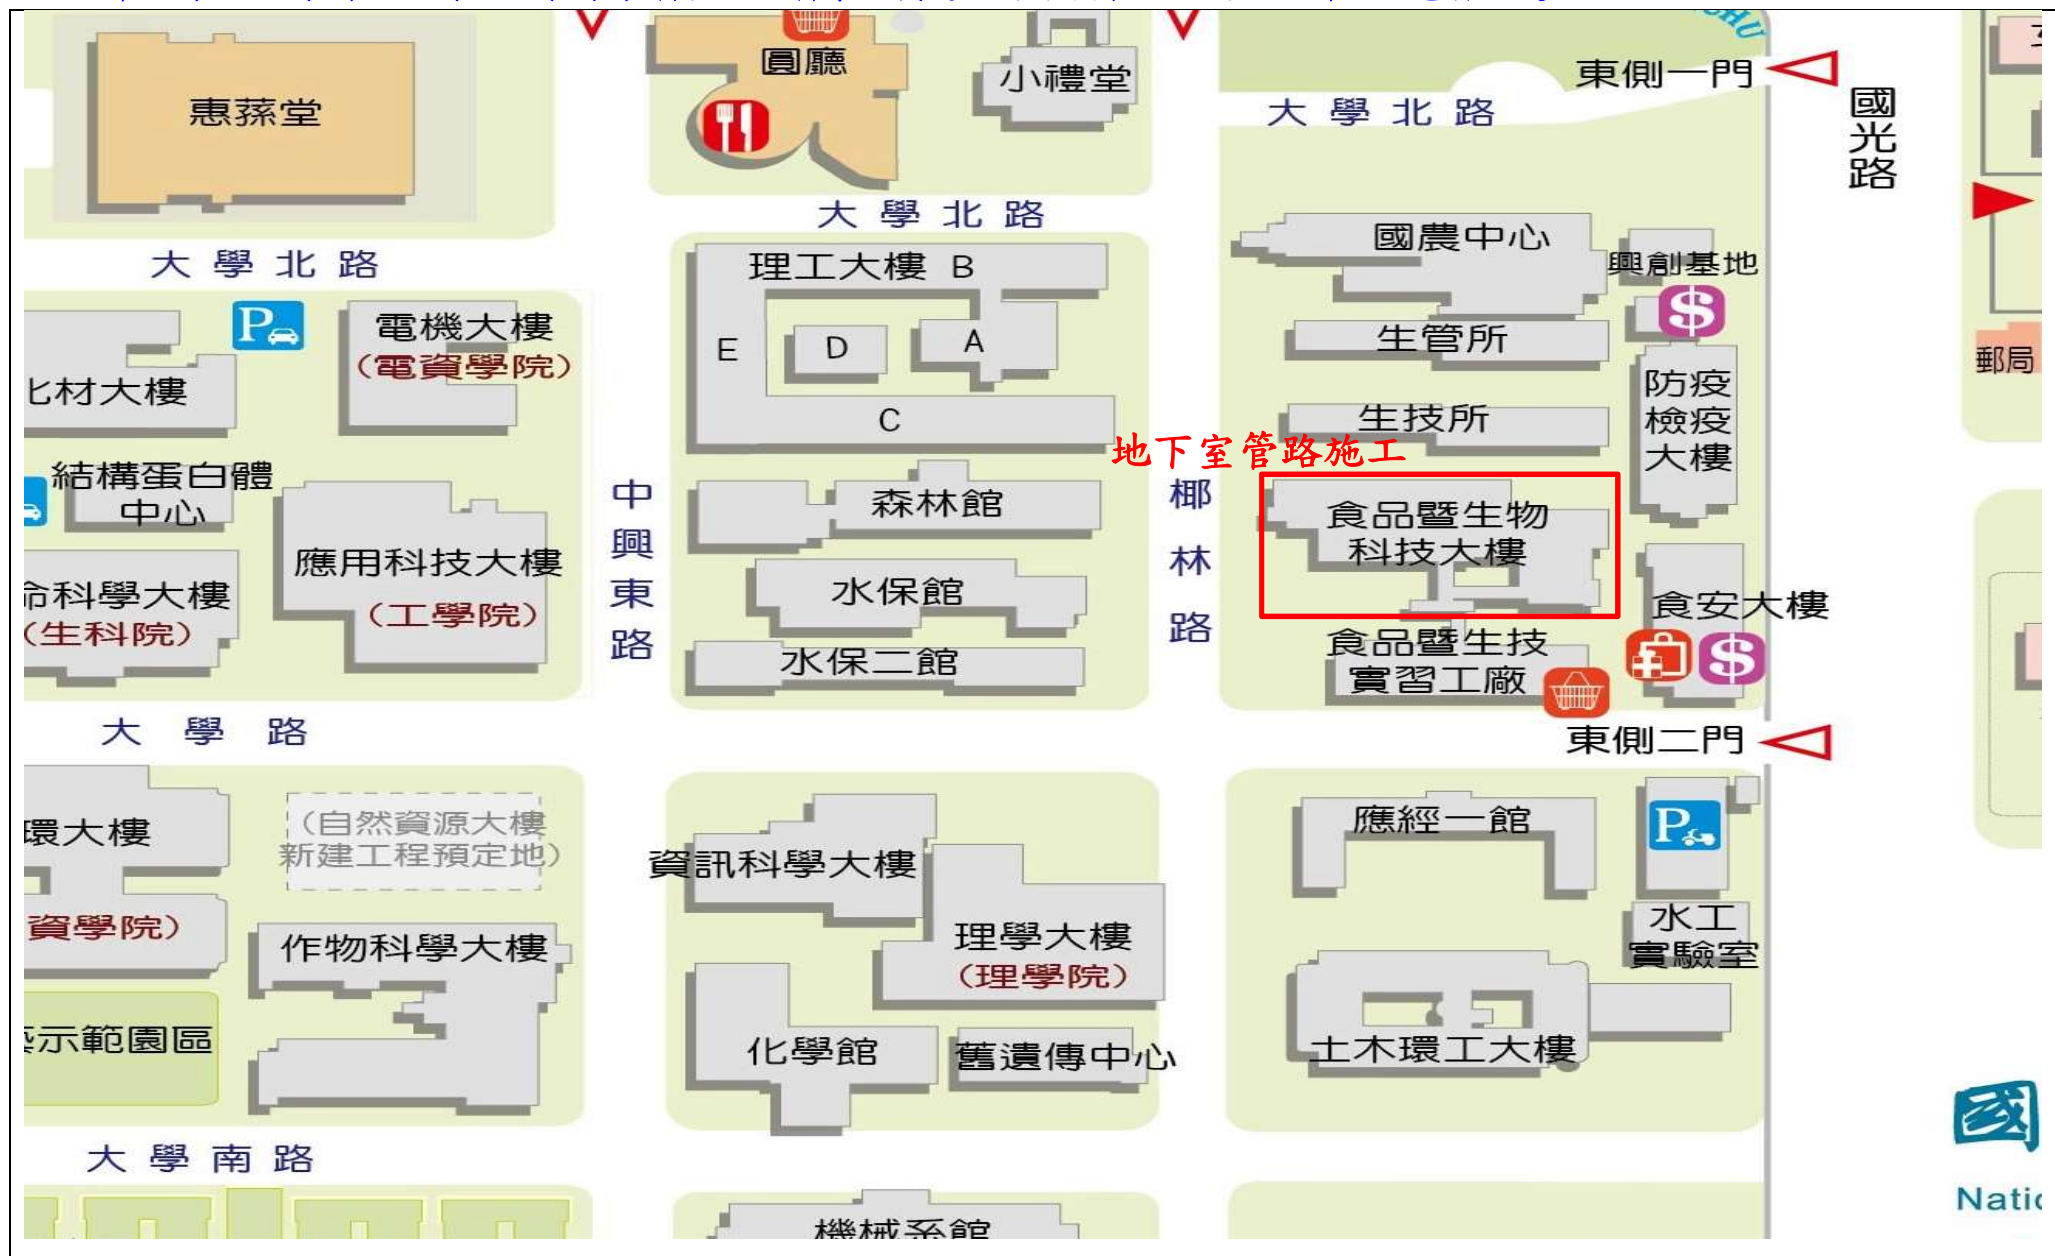 東側一門
國光路
圓廳
小禮堂
惠蓀堂
大學北路
大學北路
大學北路
國農中心
興創基地
理工大樓 B
E
D
A
C
生管所
郵局
電機大樓
(電資學院)
材大樓
防疫
檢疫
大樓
生技所
地下室管路施工
結構蛋白體
中心
中興東路
森林館
椰林路
食品暨生物
科技大樓
應用科技大樓
(工學院)
水保館
科學大樓
(生科院)
食安大樓
水保二館
食品暨生技
實習工廠
大學路
東側二門
環大樓
資學院)
(自然資源大樓
新建工程預定地)
資訊科學大樓
應經一館
理學大樓
(理學院)
水工
實驗室
作物科學大樓
示範園區
化學館
舊遺傳中心
土木環工大樓
大學南路
機械系館
國
Natio